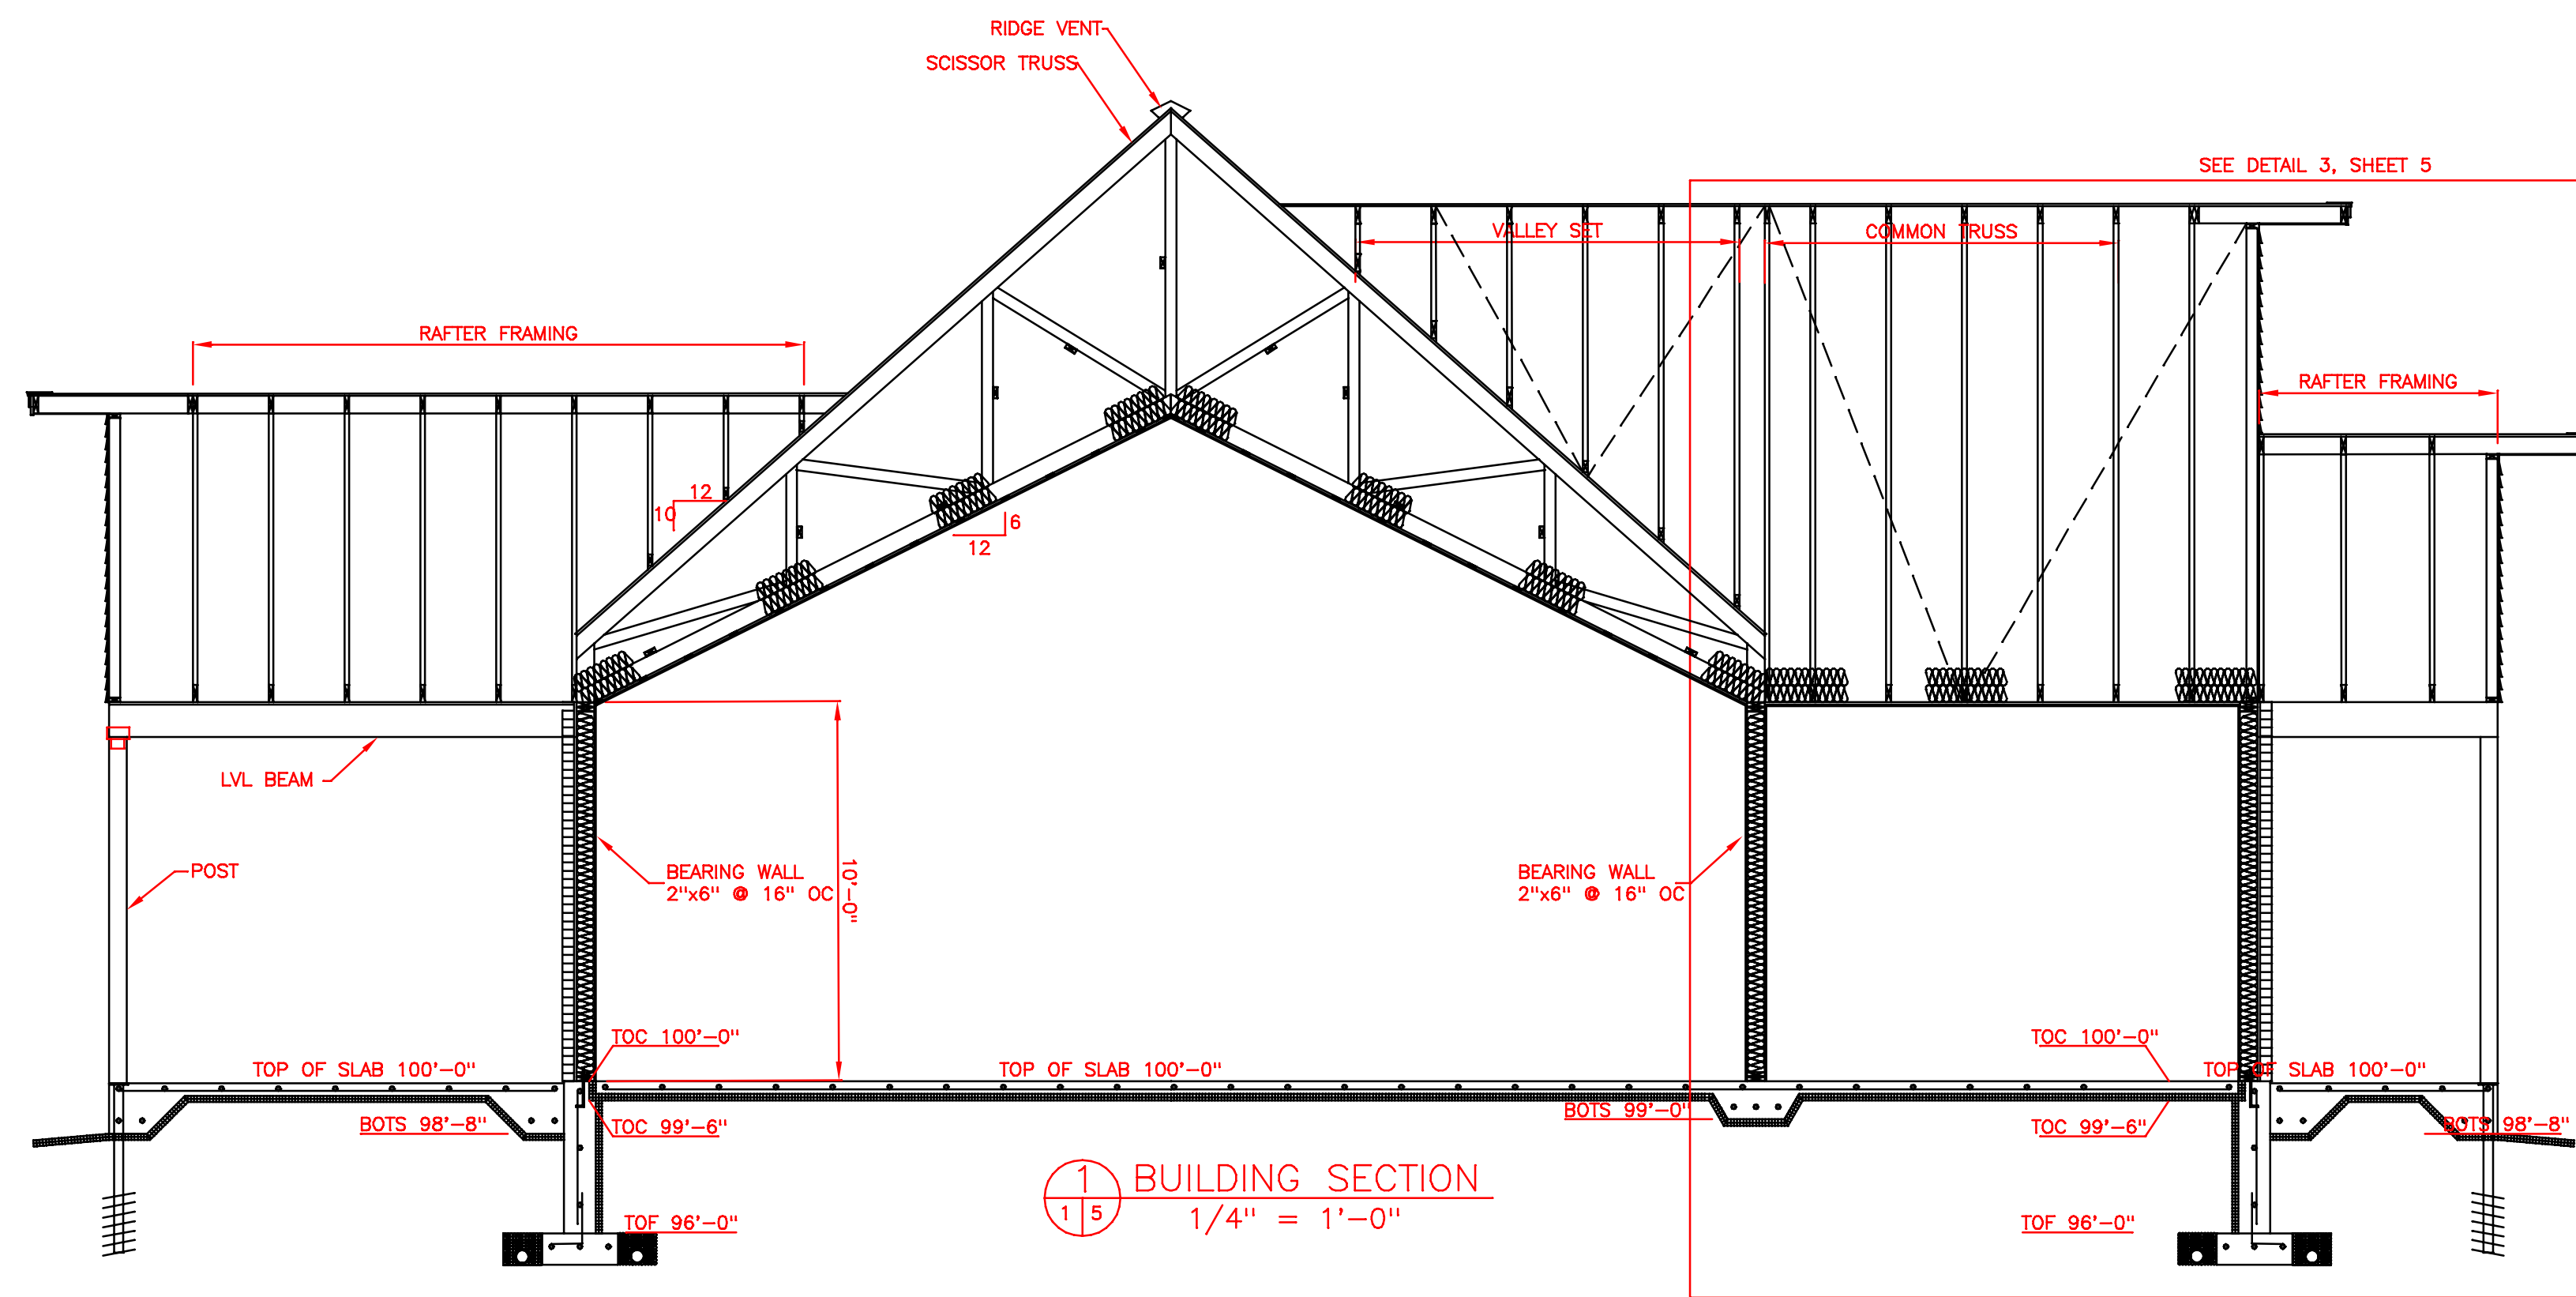 RIDGE VENT
SCISSOR TRUSS
SEE DETAIL 3, SHEET 5
VALLEY SET
COMMON TRUSS
RAFTER FRAMING
RAFTER FRAMING
12
10
6
12
LVL BEAM
POST
BEARING WALL
2"x6" @ 16" OC
10'-0"
BEARING WALL
2"x6" @ 16" OC
TOC 100'-0"
TOC 100'-0"
TOP OF SLAB 100'-0"
TOP OF SLAB 100'-0"
TOP OF SLAB 100'-0"
BOTS 99'-0"
BOTS 98'-8"
TOC 99'-6"
TOC 99'-6"
BOTS 98'-8"
1
1 5
BUILDING SECTION
1/4" = 1'-0"
TOF 96'-0"
TOF 96'-0"